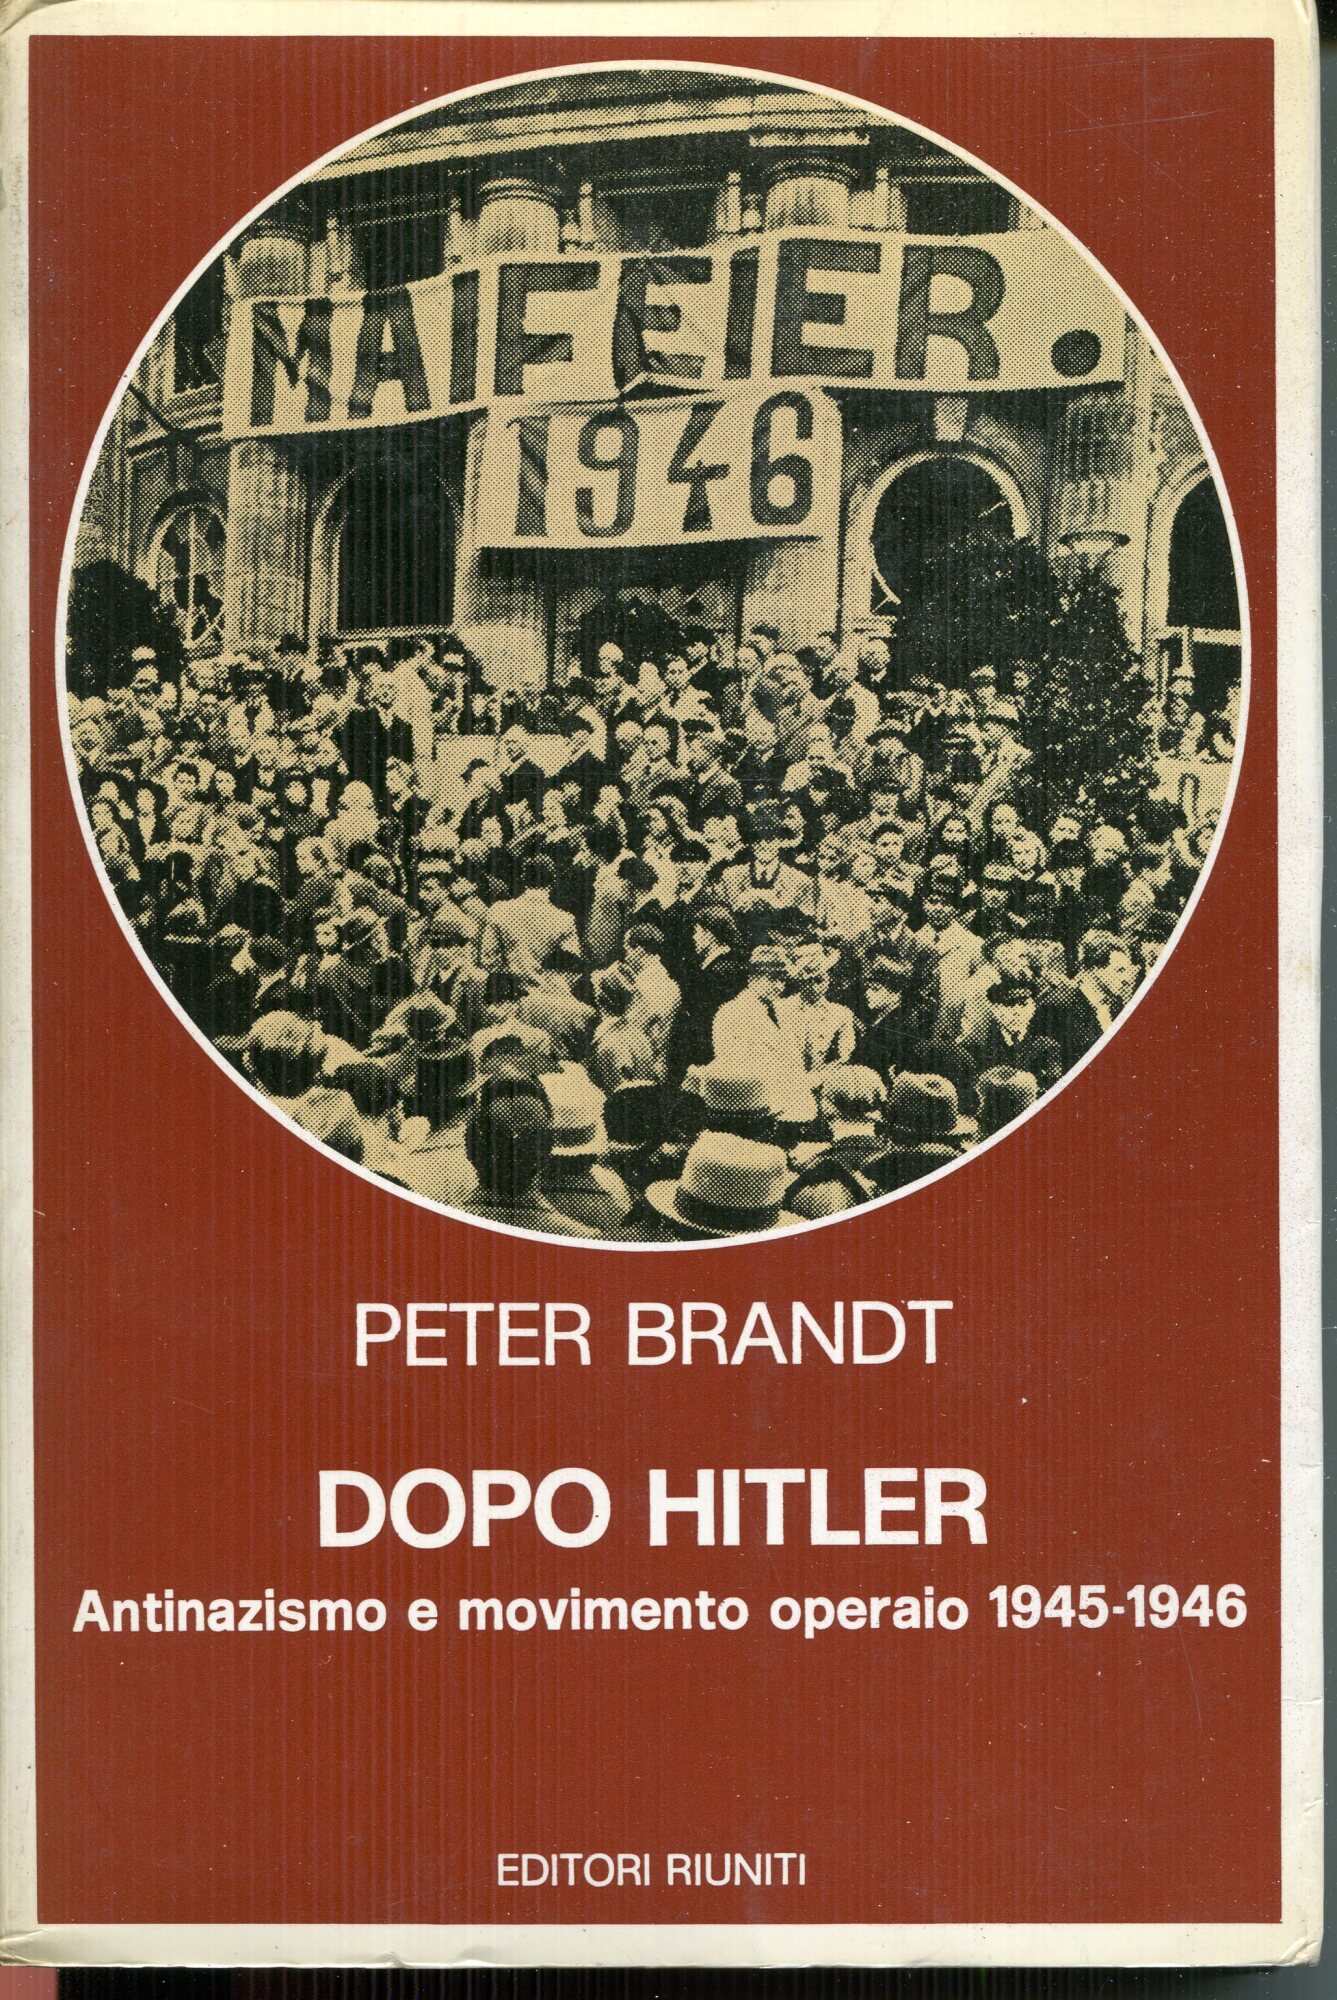 MAIFEIER.
1946
PETER BRANDT
DOPO HITLER
Antinazismo e movimento operaio 1945-1946
EDITORI RIUNITI